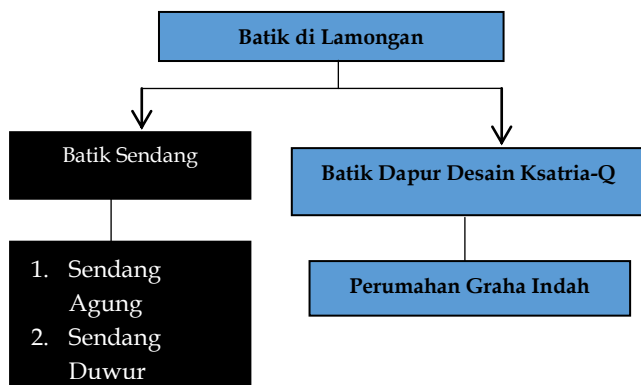 Batik di Lamongan
Batik Sendang
Batik Dapur Desain Ksatria-Q
1. Sendang
Agung
2. Sendang
Duwur
Perumahan Graha Indah